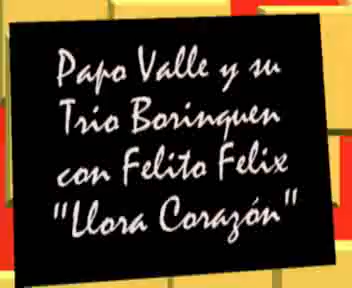 Papo Valle y su
Trio Borinquen
con Felito Felix
"Llora Corazón"